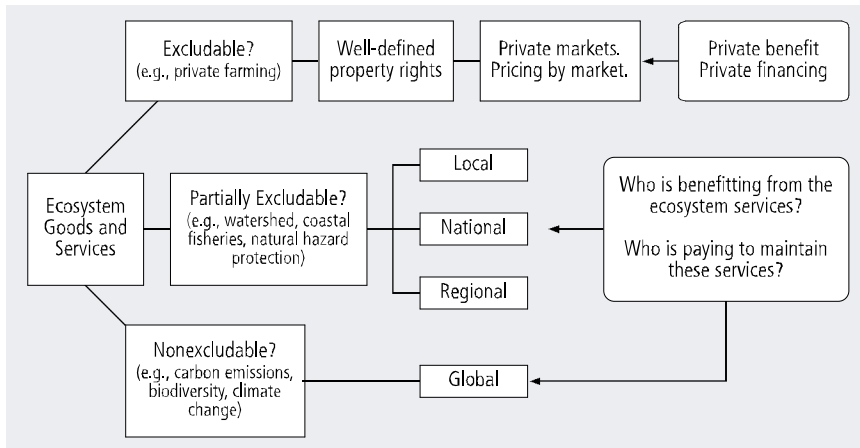 Excludable?
(e.g., private farming)
Well-defined
property rights
Private markets.
Pricing by market.
Private benefit
Private financing
Ecosystem
Goods and
Services
Partially Excludable?
(e.g., watershed, coastal
fisheries, natural hazard
protection)
Local
National
Regional
Who is benefitting from the
ecosystem services?
Who is paying to maintain
these services?
Nonexcludable?
(e.g., carbon emissions,
biodiversity, climate
change)
Global